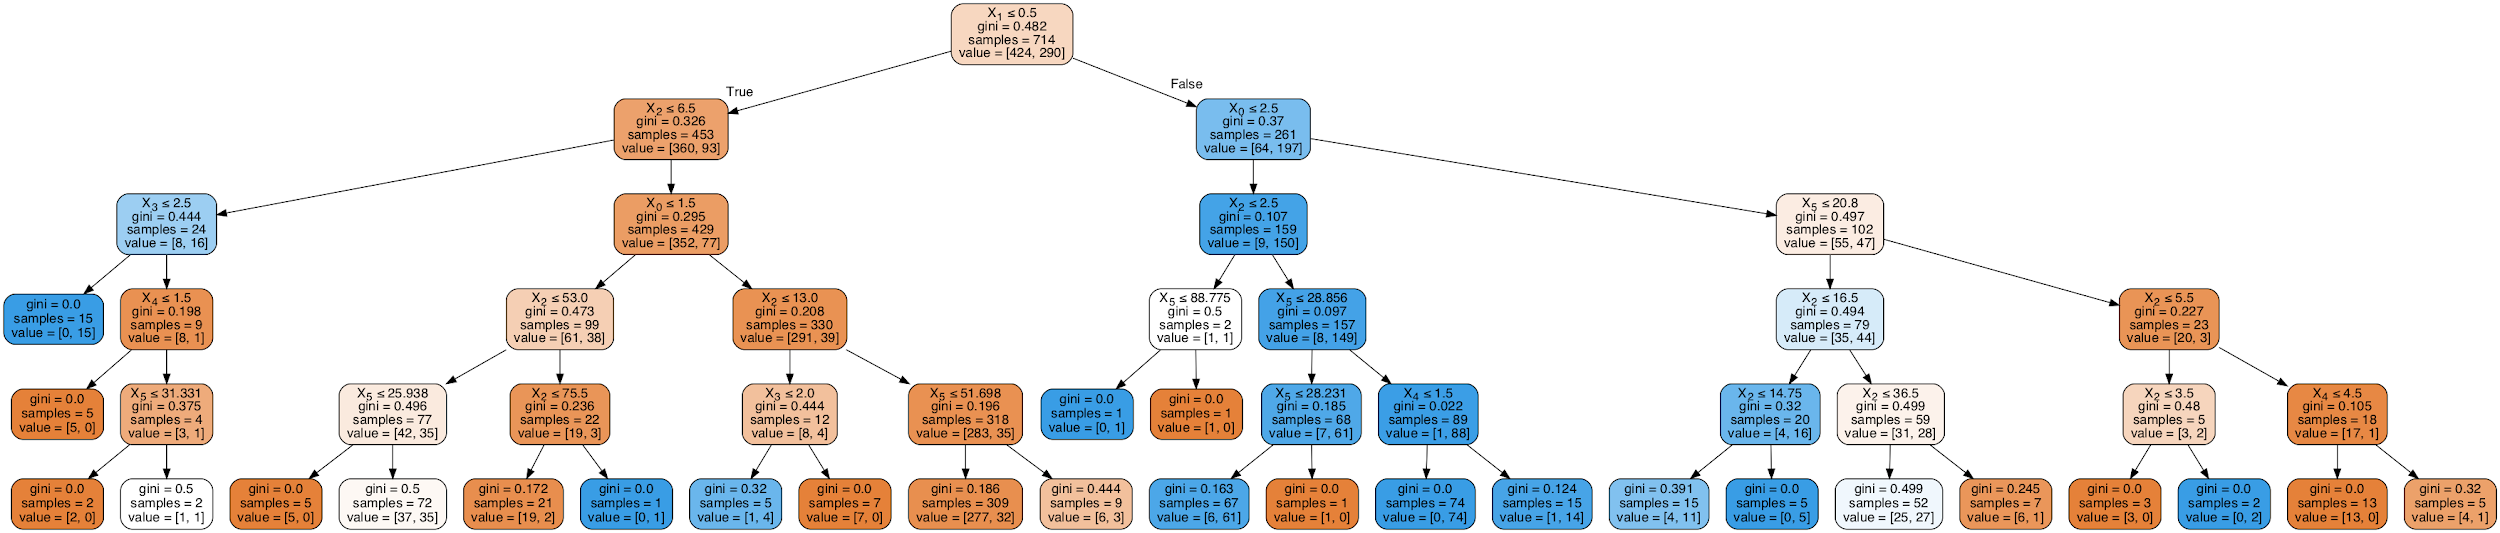 X1 ≤ 0.5
gini = 0.482
samples = 714
value = [424, 290]
True
False
X2 ≤ 6.5
gini = 0.326
samples = 453
value = [360, 93]
X0 ≤ 2.5
gini = 0.37
samples = 261
value = [64, 197]
X3 ≤ 2.5
gini = 0.444
samples = 24
value = [8, 16]
X0 ≤ 1.5
gini = 0.295
samples = 429
value = [352, 77]
X2 ≤ 2.5
gini = 0.107
samples = 159
value = [9, 150]
X5 ≤ 20.8
gini = 0.497
samples = 102
value = [55, 47]
gini = 0.0
samples = 15
value = [0, 15]
X4 ≤ 1.5
gini = 0.198
samples = 9
value = [8, 1]
X2 ≤ 53.0
gini = 0.473
samples = 99
value = [61, 38]
X2 ≤ 13.0
gini = 0.208
samples = 330
value = [291, 39]
X5 ≤ 88.775
gini = 0.5
samples = 2
value = [1, 1]
X5 ≤ 28.856
gini = 0.097
samples = 157
value = [8, 149]
X2 ≤ 16.5
gini = 0.494
samples = 79
value = [35, 44]
X2 ≤ 5.5
gini = 0.227
samples = 23
value = [20, 3]
gini = 0.0
samples = 5
value = [5, 0]
X5 ≤ 31.331
gini = 0.375
samples = 4
value = [3, 1]
X5 ≤ 25.938
gini = 0.496
samples = 77
value = [42, 35]
X2 ≤ 75.5
gini = 0.236
samples = 22
value = [19, 3]
X3 ≤ 2.0
gini = 0.444
samples = 12
value = [8, 4]
X5 ≤ 51.698
gini = 0.196
samples = 318
value = [283, 35]
gini = 0.0
samples = 1
value = [0, 1]
gini = 0.0
samples = 1
value = [1, 0]
X5 ≤ 28.231
gini = 0.185
samples = 68
value = [7, 61]
X4 ≤ 1.5
gini = 0.022
samples = 89
value = [1, 88]
X2 ≤ 14.75
gini = 0.32
samples = 20
value = [4, 16]
X2 ≤ 36.5
gini = 0.499
samples = 59
value = [31, 28]
X2 ≤ 3.5
gini = 0.48
samples = 5
value = [3, 2]
X4 ≤ 4.5
gini = 0.105
samples = 18
value = [17, 1]
gini = 0.0
samples = 2
value = [2, 0]
gini = 0.5
samples = 2
value = [1, 1]
gini = 0.0
samples = 5
value = [5, 0]
gini = 0.5
samples = 72
value = [37, 35]
gini = 0.172
samples = 21
value = [19, 2]
gini = 0.0
samples = 1
value = [0, 1]
gini = 0.32
samples = 5
value = [1, 4]
gini = 0.0
samples = 7
value = [7, 0]
gini = 0.186
samples = 309
value = [277, 32]
gini = 0.444
samples = 9
value = [6, 3]
gini = 0.163
samples = 67
value = [6, 61]
gini = 0.0
samples = 1
value = [1, 0]
gini = 0.0
samples = 74
value = [0, 74]
gini = 0.124
samples = 15
value = [1, 14]
gini = 0.391
samples = 15
value = [4, 11]
gini = 0.0
samples = 5
value = [0, 5]
gini = 0.499
samples = 52
value = [25, 27]
gini = 0.245
samples = 7
value = [6, 1]
gini = 0.0
samples = 3
value = [3, 0]
gini = 0.0
samples = 2
value = [0, 2]
gini = 0.0
samples = 13
value = [13, 0]
gini = 0.32
samples = 5
value = [4, 1]